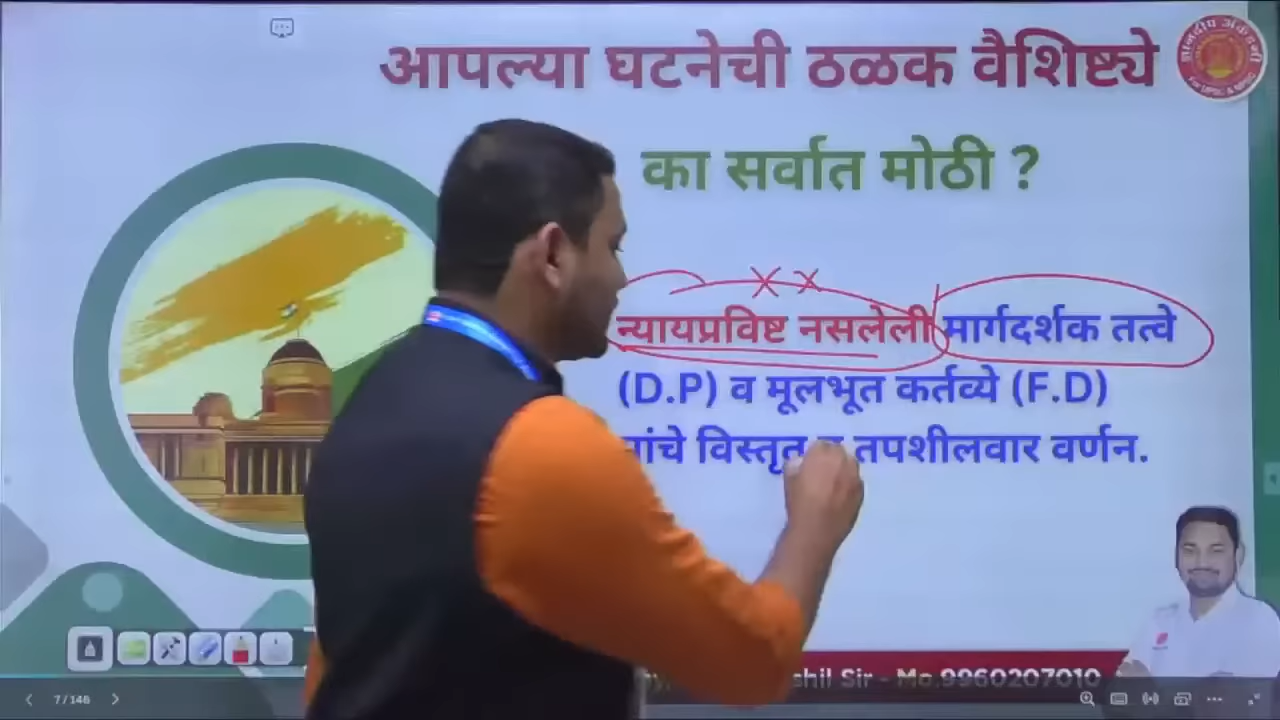 आपल्या घटनेची ठळक वैशिष्ट्ये
का सर्वात मोठी ?
न्यायप्रविष्ट नसलेली मार्गदर्शक तत्वे
(D.P) व मूलभूत कर्तव्ये (F.D)
विस्तृत तपशीलवार वर्णन.
Sir - Mo.9960207010
7/146